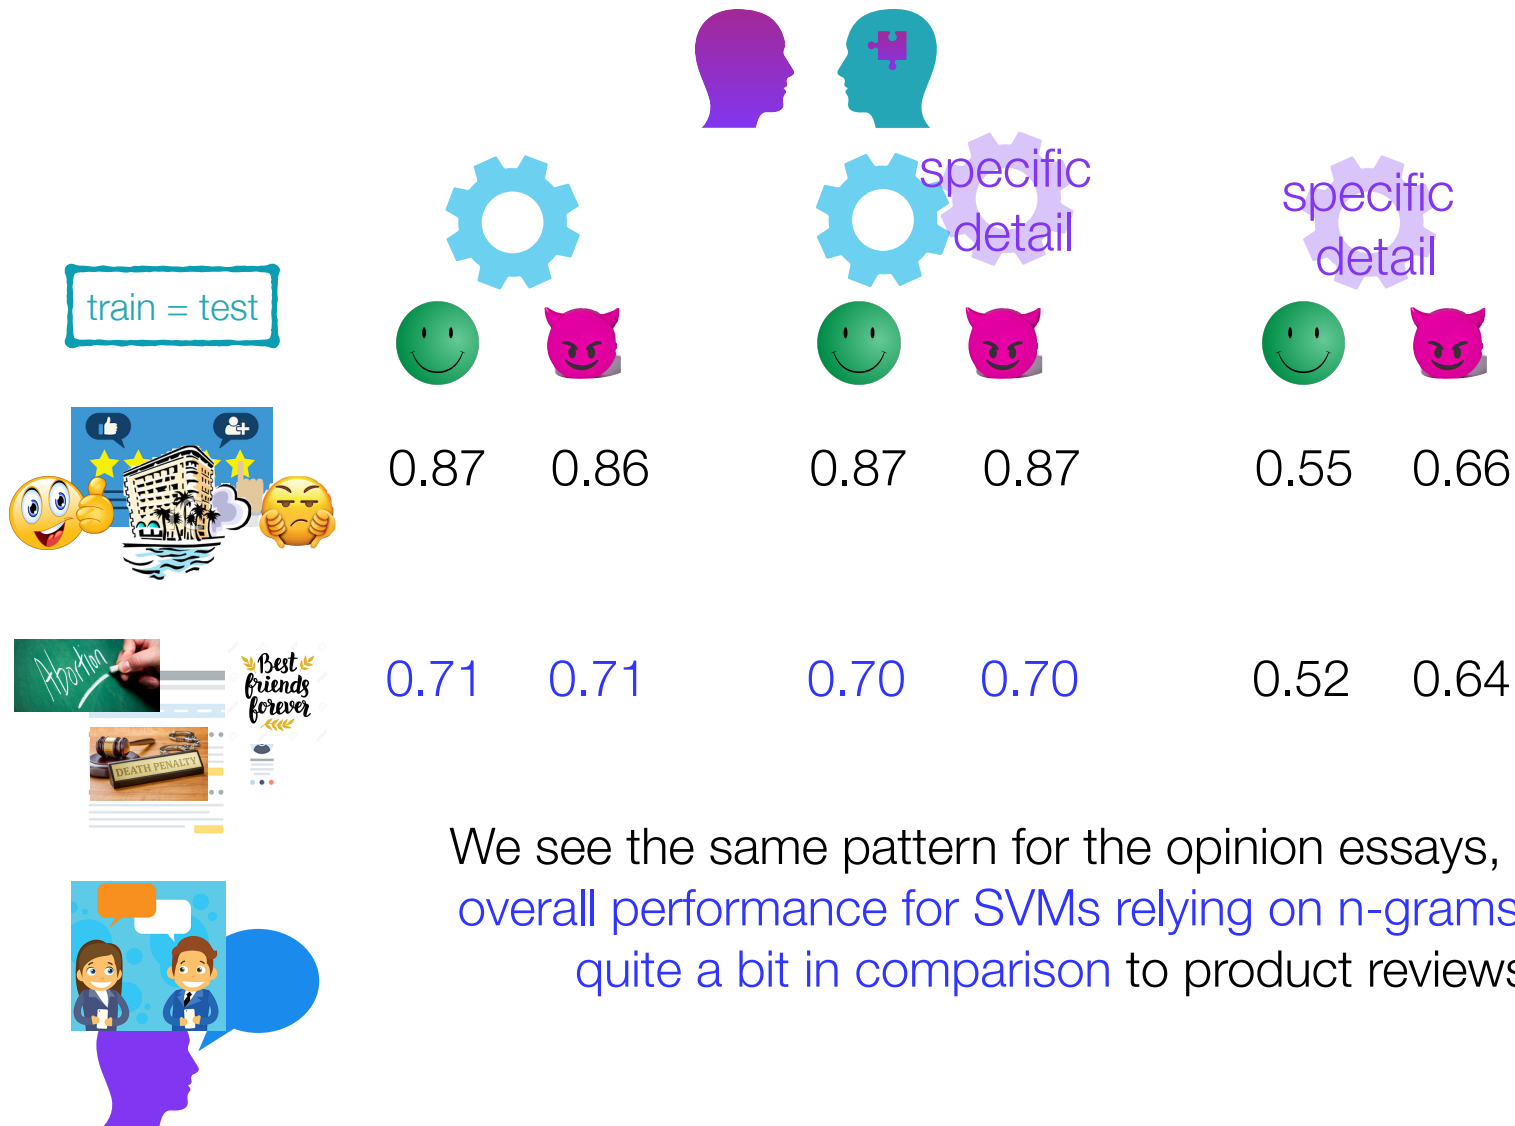 specific
detail
specific
detail
train = test
0.87 0.86 0.87 0.87 0.55 0.66
Abortion
Best
friends
forever
0.71 0.71 0.70 0.70 0.52 0.64
DEATH PENALTY
We see the same pattern for the opinion essays,
overall performance for SVMs relying on n-grams
quite a bit in comparison to product reviews